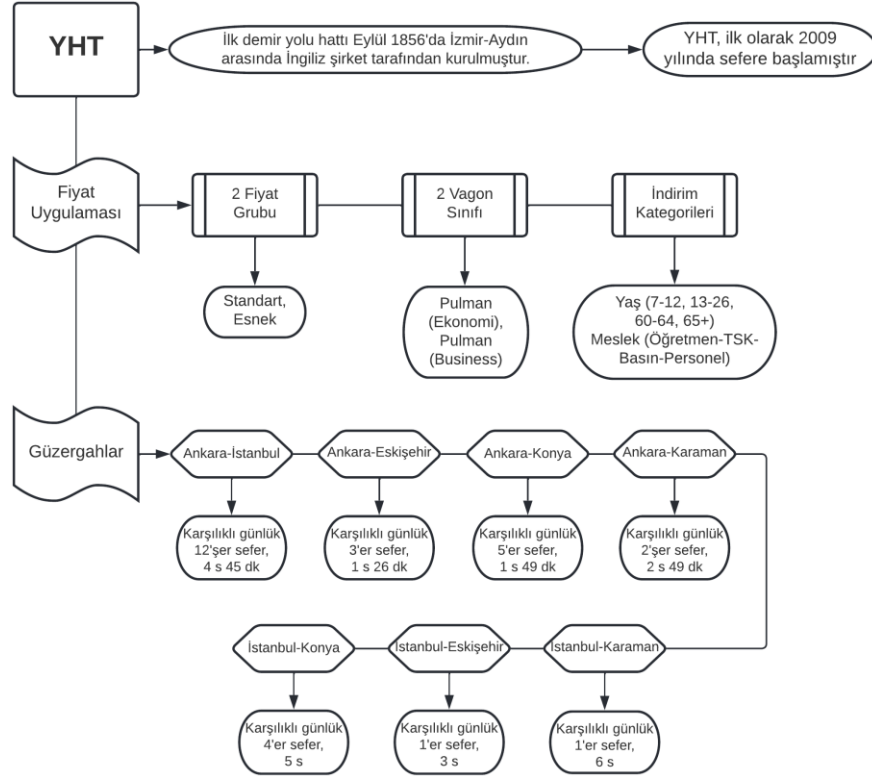 YHT
İlk demir yolu hattı Eylül 1856'da İzmir-Aydın
arasında İngiliz şirket tarafından kurulmuştur.
YHT, ilk olarak 2009
yılında sefere başlamıştır
Fiyat
Uygulaması
2 Fiyat
Grubu
2 Vagon
Sınıfı
İndirim
Kategorileri
Standart,
Esnek
Pulman
(Ekonomi),
Pulman
(Business)
Yaş (7-12, 13-26,
60-64, 65+)
Meslek (Öğretmen-TSK-
Basın-Personel)
Güzergahlar
Ankara-İstanbul
Ankara-Eskişehir
Ankara-Konya
Ankara-Karaman
Karşılıklı günlük
12'şer sefer,
4 s 45 dk
Karşılıklı günlük
3'er sefer,
1 s 26 dk
Karşılıklı günlük
5'er sefer,
1 s 49 dk
Karşılıklı günlük
2'şer sefer,
2 s 49 dk
İstanbul-Konya
İstanbul-Eskişehir
İstanbul-Karaman
Karşılıklı günlük
4'er sefer,
5 s
Karşılıklı günlük
1'er sefer,
3 s
Karşılıklı günlük
1'er sefer,
6 s